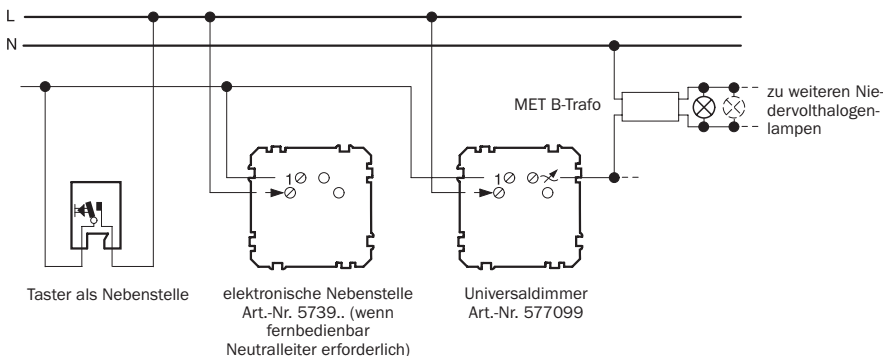 L
N
MET B-Trafo
zu weiteren Nie-
dervolthalogen-
lampen
1
1
Taster als Nebenstelle
elektronische Nebenstelle
Art.-Nr. 5739.. (wenn
fernbedienbar
Neutralleiter erforderlich)
Universaldimmer
Art.-Nr. 577099